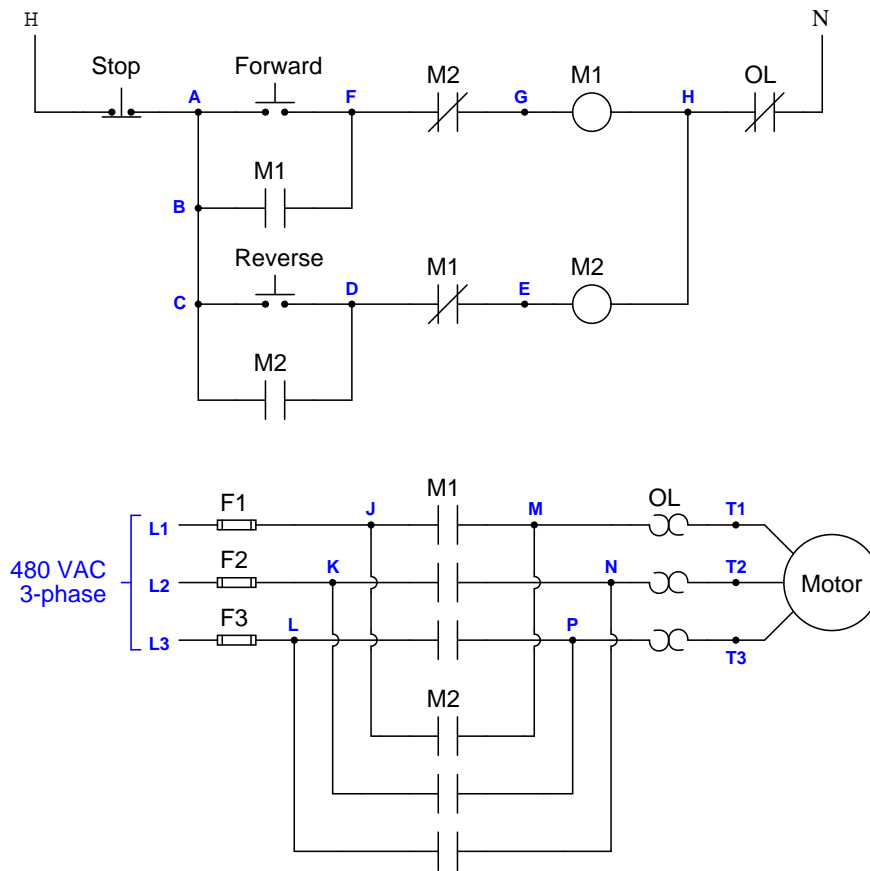 H N
Stop Forward M2 M1 OL
A F G H
M1
B
Reverse M1 M2
C D E
M2
F1 M1 OL
J M T1
L1
F2
480 VAC K N Motor
3-phase L2 T2
F3
L P
L3 T3
M2